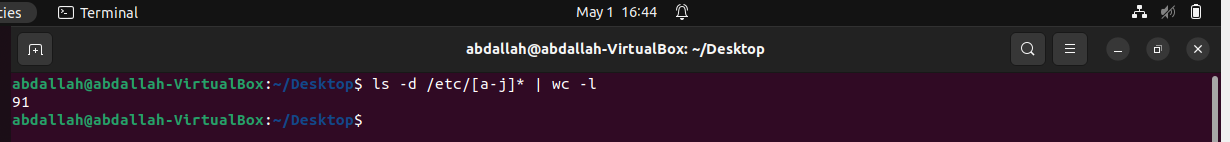 ties Terminal May 1 16:44
abdallah@abdallah-VirtualBox: ~/Desktop
abdallah@abdallah-VirtualBox:~/Desktop$ ls -d /etc/[a-j]* | wc -l
91
abdallah@abdallah-VirtualBox:~/Desktop$